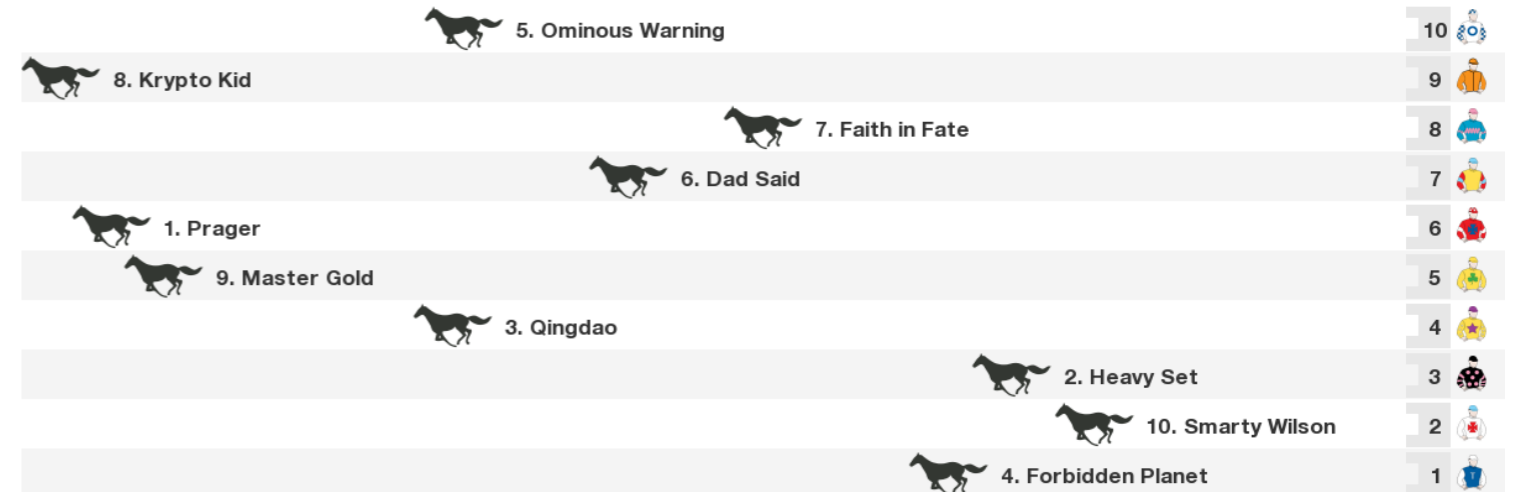 5. Ominous Warning 10
8. Krypto Kid 9
7. Faith in Fate 8
6. Dad Said 7
1. Prager 6
9. Master Gold 5
3. Qingdao 4
2. Heavy Set 3
10. Smarty Wilson 2
4. Forbidden Planet 1